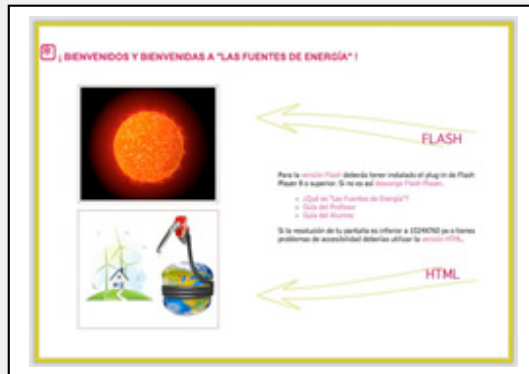 ¡ BIENVENIDOS Y BIENVENIDAS A "LAS FUENTES DE ENERGÍA" !
FLASH
Para la versión Flash deberás tener instalado el plug-in de Flash
Player 8 o superior. Si no es así descarga Flash Player.
¿Qué es "Las Fuentes de Energía"?
Guía del Profesor
Guía del Alumno
Si la resolución de tu pantalla es inferior a 1024X760 px o tienes
problemas de accesibilidad deberías utilizar la versión HTML.
HTML